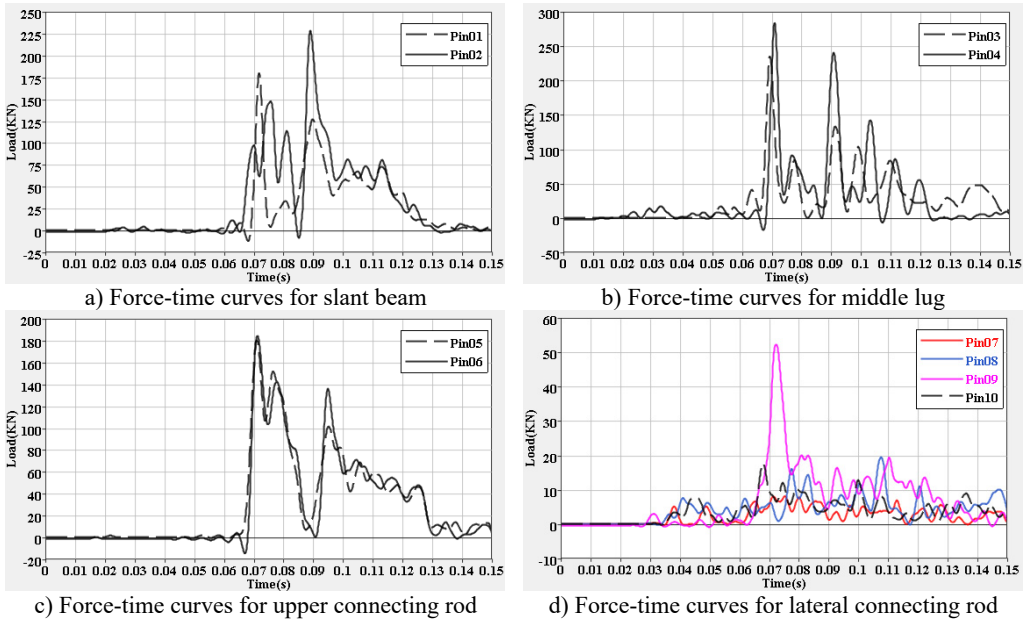 250
225
200
175
150
125
100
75
50
25
0
-25
Load(KN)
Pin01
Pin02
0 0.01 0.02 0.03 0.04 0.05 0.06 0.07 0.08 0.09 0.1 0.11 0.12 0.13 0.14 0.15
Time(s)
a) Force-time curves for slant beam
300
250
200
150
100
50
0
-50
Load(KN)
Pin03
Pin04
0 0.01 0.02 0.03 0.04 0.05 0.06 0.07 0.08 0.09 0.1 0.11 0.12 0.13 0.14 0.15
Time(s)
b) Force-time curves for middle lug
200
180
160
140
120
100
80
60
40
20
0
-20
Load(KN)
Pin05
Pin06
0 0.01 0.02 0.03 0.04 0.05 0.06 0.07 0.08 0.09 0.1 0.11 0.12 0.13 0.14 0.15
Time(s)
c) Force-time curves for upper connecting rod
60
50
40
30
20
10
0
-10
Load(KN)
Pin07
Pin08
Pin09
Pin10
0 0.01 0.02 0.03 0.04 0.05 0.06 0.07 0.08 0.09 0.1 0.11 0.12 0.13 0.14 0.15
Time(s)
d) Force-time curves for lateral connecting rod